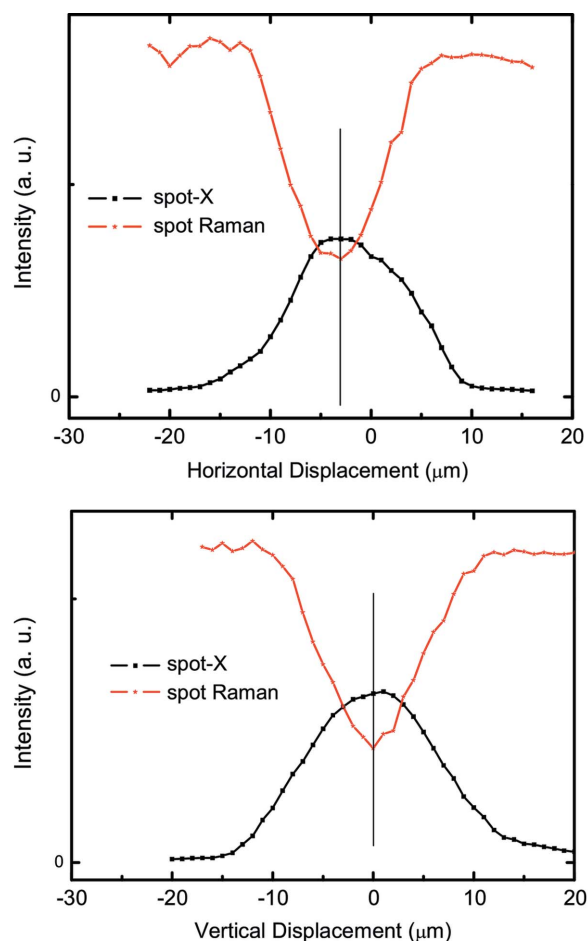 Intensity (a. u.)
spot-X
spot Raman
0
-30 -20 -10 0 10 20
Horizontal Displacement (μm)
Intensity (a. u.)
spot-X
spot Raman
0
-30 -20 -10 0 10 20
Vertical Displacement (μm)